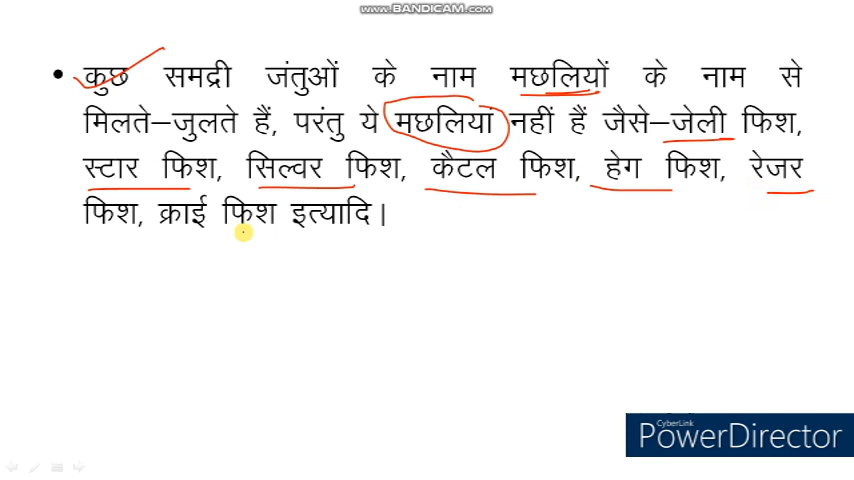 www.BANDICAM.com
• कुछ समद्री जंतुओं के नाम मछलियों के नाम से
मिलते–जुलते हैं, परंतु ये मछलियां नहीं हैं जैसे–जेली फिश,
स्टार फिश, सिल्वर फिश, कैटल फिश, हेग फिश, रेजर
फिश, क्राई फिश इत्यादि।
CyberLink
PowerDirector